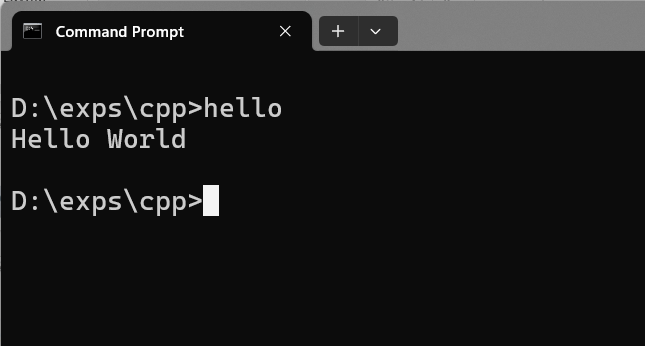 Command Prompt
D:\exps\cpp>hello
Hello World
D:\exps\cpp>